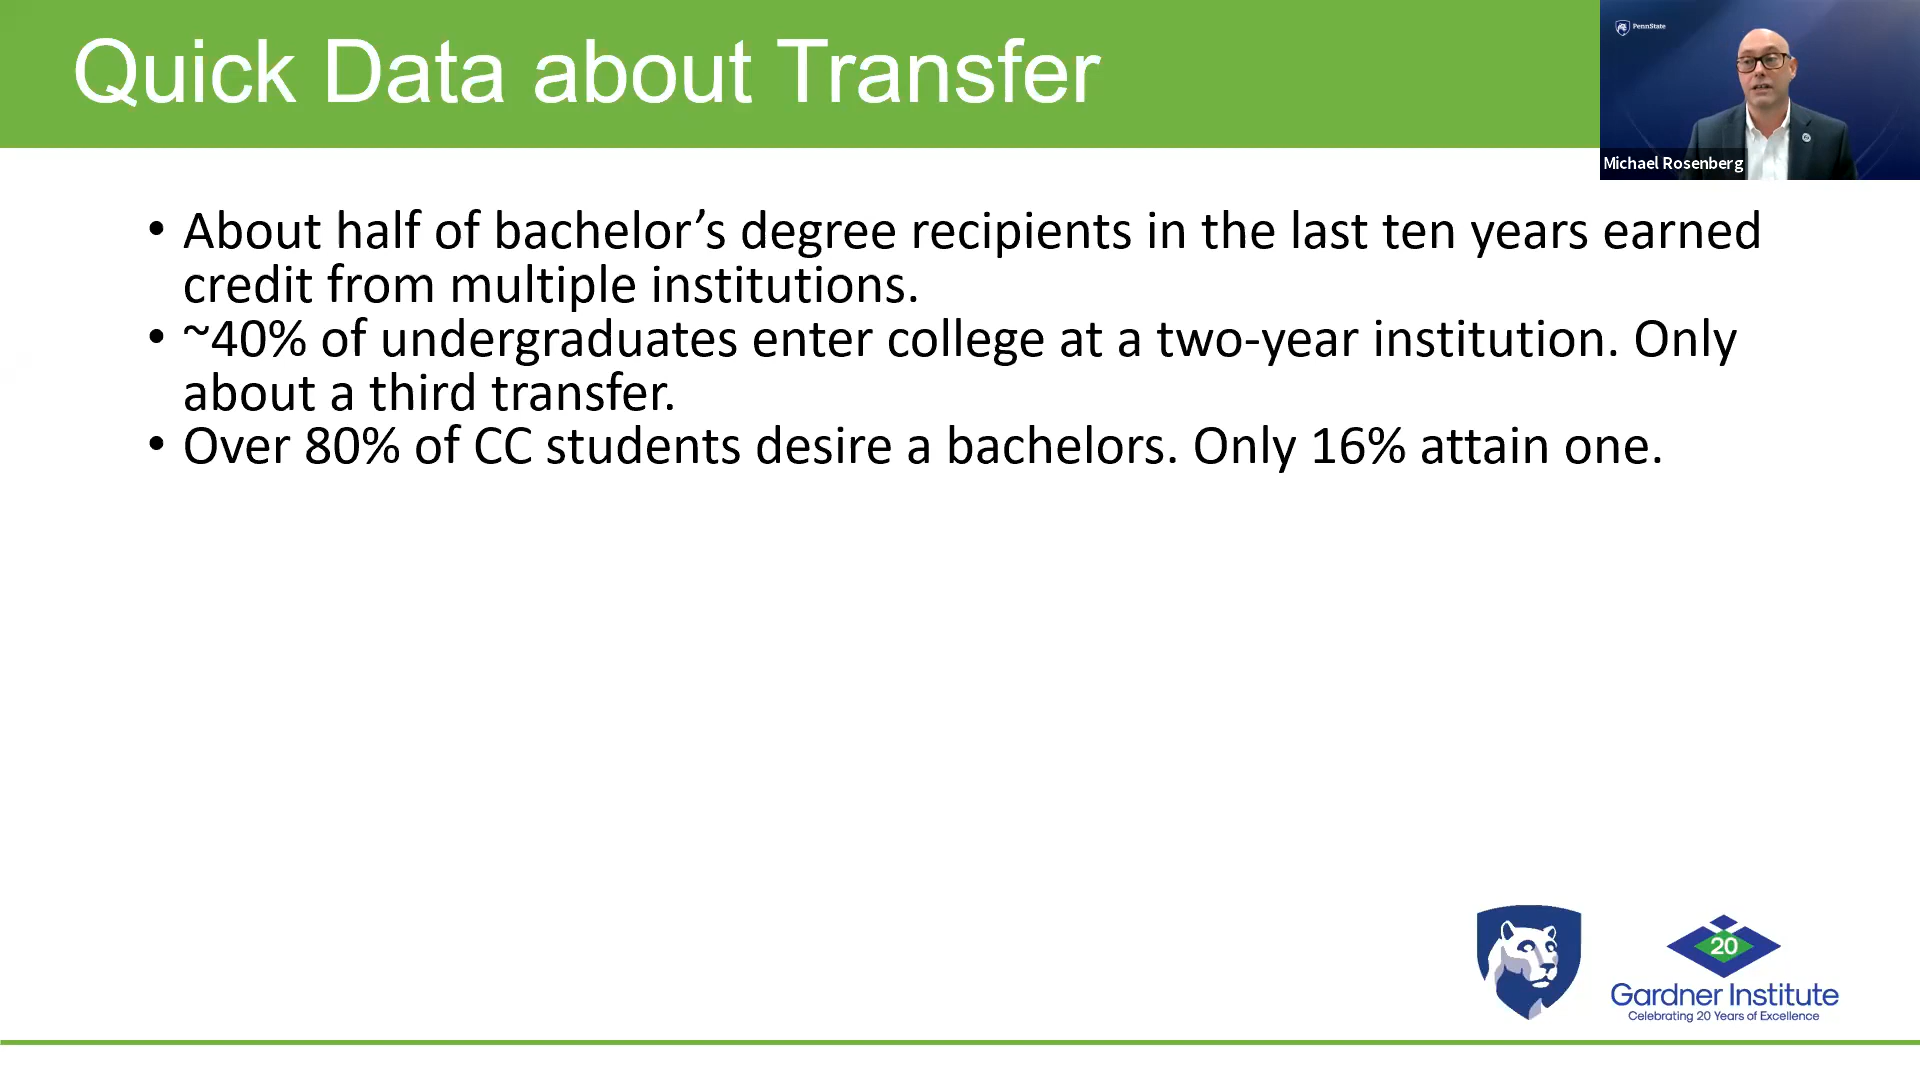 Quick Data about Transfer
PennState
Michael Rosenberg
• About half of bachelor’s degree recipients in the last ten years earned
credit from multiple institutions.
• ~40% of undergraduates enter college at a two-year institution. Only
about a third transfer.
• Over 80% of CC students desire a bachelors. Only 16% attain one.
20
Gardner Institute
Celebrating 20 Years of Excellence